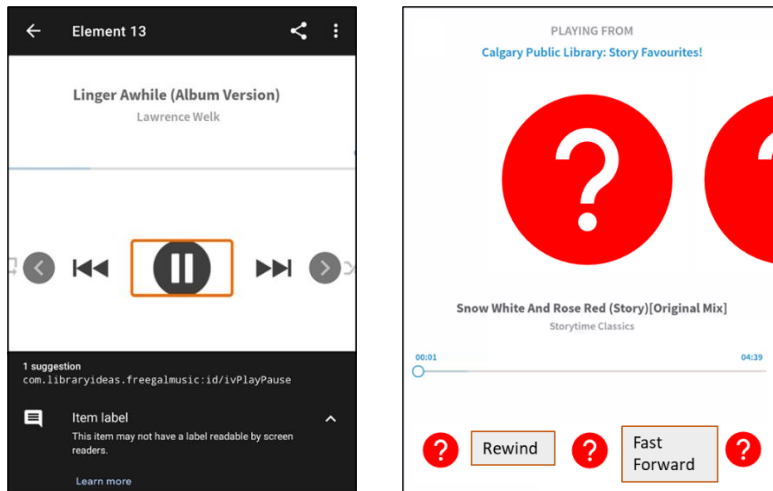 Element 13
Linger Awhile (Album Version)
Lawrence Welk
1 suggestion
com.libraryideas.freegalmusic:id/ivPlayPause
Item label
This item may not have a label readable by screen
readers.
Learn more
PLAYING FROM
Calgary Public Library: Story Favourites!
?
?
Snow White And Rose Red (Story)[Original Mix]
Storytime Classics
00:01 04:39
? Rewind ? Fast ?
Forward